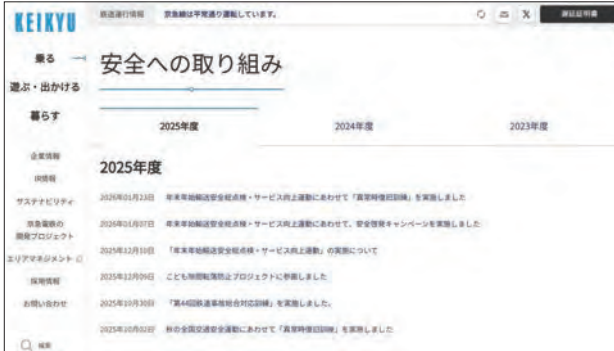 KEIKYU
鉄道運行情報 京急線は平常通り運転しています。
X
遅延証明書
乗る
遊ぶ・出かける
暮らす
企業情報
IR情報
サステナビリティ
京急電鉄の
開発プロジェクト
エリアマネジメント
採用情報
お問い合わせ
検索
安全への取り組み
2025年度 2024年度 2023年度
2025年度
2026年01月23日 年末年始輸送安全総点検・サービス向上運動にあわせて「異常時復旧訓練」を実施しました
2026年01月07日 年末年始輸送安全総点検・サービス向上運動にあわせて、安全啓発キャンペーンを実施しました
2025年12月10日 「年末年始輸送安全総点検・サービス向上運動」の実施について
2025年12月09日 こども隙間転落防止プロジェクトに参画しました
2025年10月30日 「第44回鉄道事故総合対応訓練」を実施しました。
2025年10月02日 秋の全国交通安全運動にあわせて「異常時復旧訓練」を実施しました